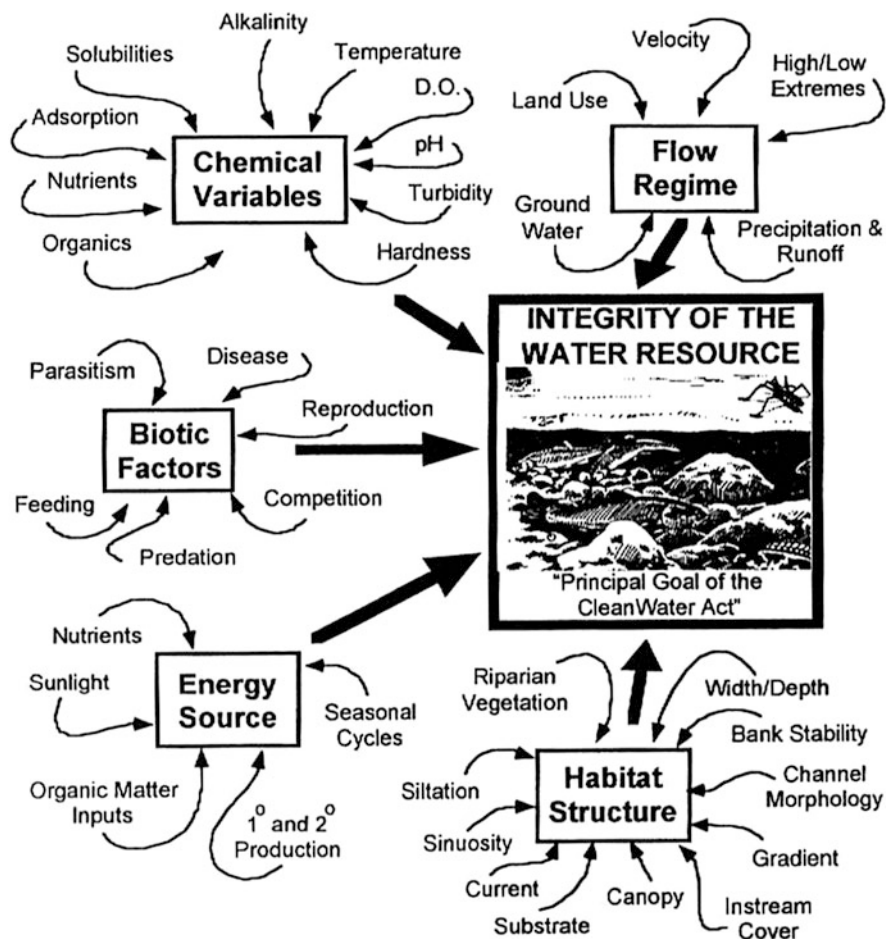 Alkalinity
Solubilities
Temperature
D.O.
Adsorption
pH
Chemical
Variables
Nutrients
Turbidity
Organics
Hardness
Velocity
High/Low
Extremes
Land Use
Flow
Regime
Ground
Water
Precipitation &
Runoff
INTEGRITY OF THE
WATER RESOURCE
"Principal Goal of the
CleanWater Act"
Parasitism
Disease
Reproduction
Biotic
Factors
Feeding
Competition
Predation
Nutrients
Sunlight
Energy
Source
Seasonal
Cycles
Organic Matter
Inputs
1° and 2°
Production
Riparian
Vegetation
Width/Depth
Bank Stability
Siltation
Habitat
Structure
Channel
Morphology
Sinuosity
Gradient
Current
Canopy
Substrate
Instream
Cover